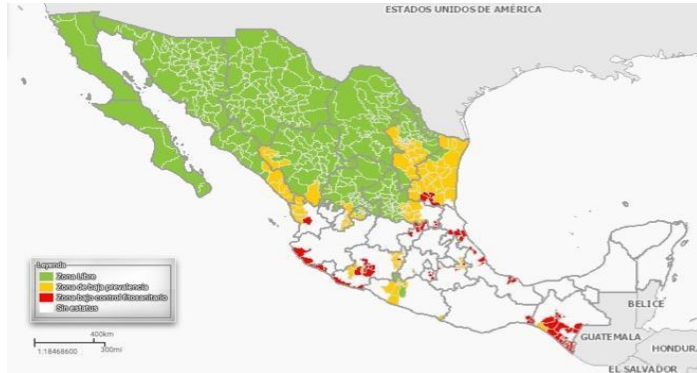 ESTADOS UNIDOS DE AMÉRICA
Leyenda
Zona Libre
Zona de baja prevalencia
Zona bajo control fitosanitario
Sin estatus
400km
1:18468600
300mi
BELICE
GUATEMALA
HONDUR
EL SALVADOR